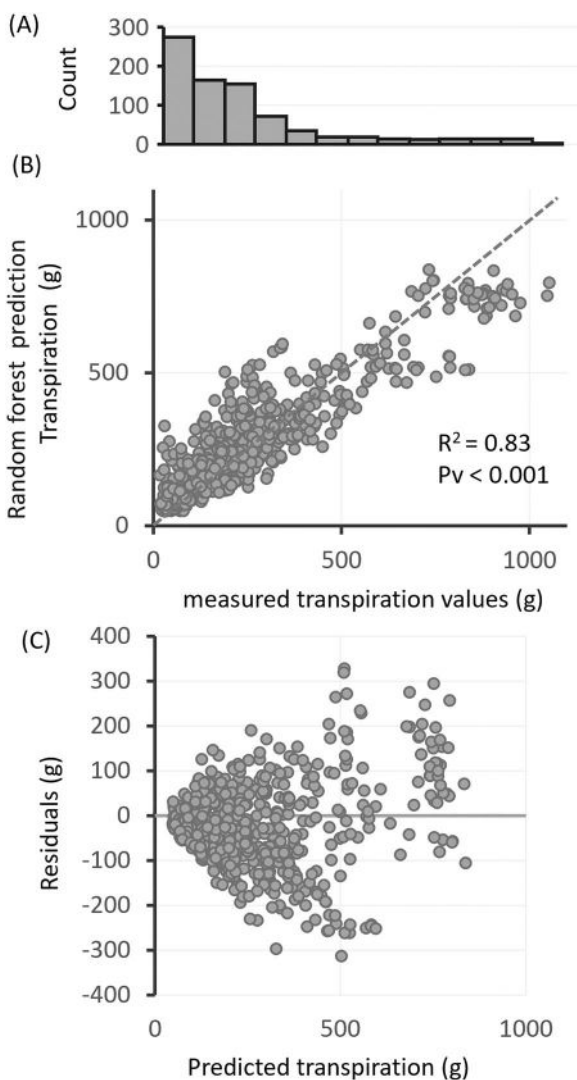 (A)
Count
300
200
100
0
(B)
Random forest prediction
Transpiration (g)
1000
500
0
R² = 0.83
Pv < 0.001
0
500
1000
measured transpiration values (g)
(C)
Residuals (g)
400
300
200
100
0
-100
-200
-300
-400
0
500
1000
Predicted transpiration (g)